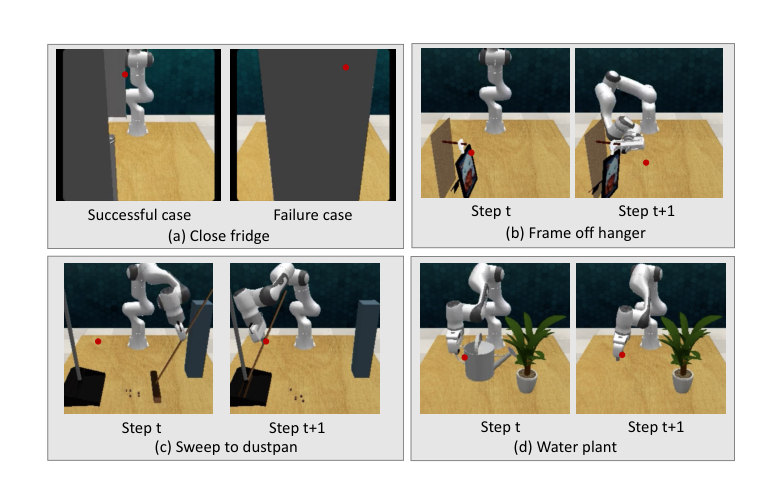 Successful case
Failure case
(a) Close fridge
Step t
Step t+1
(b) Frame off hanger
Step t
Step t+1
(c) Sweep to dustpan
Step t
Step t+1
(d) Water plant